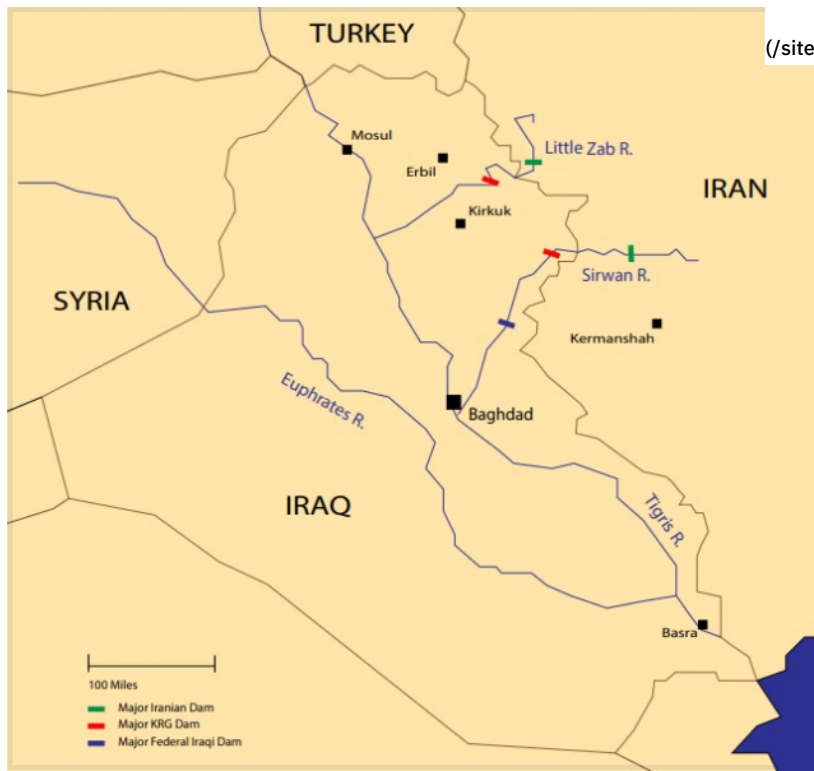 TURKEY
(/site
Mosul
Little Zab R.
Erbil
IRAN
Kirkuk
Sirwan R.
SYRIA
Kermanshah
Euphrates R.
Baghdad
IRAQ
Tigris R.
Basra
100 Miles
Major Iranian Dam
Major KRG Dam
Major Federal Iraqi Dam